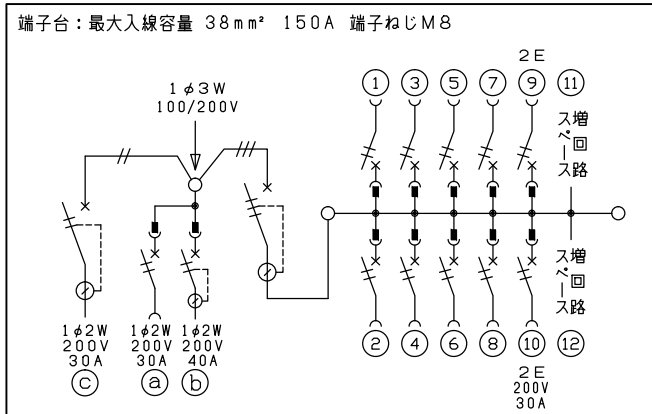 端子台：最大入線容量 38mm² 150A 端子ねじM8
1φ3W
100/200V
2E
① ③ ⑤ ⑦ ⑨ ⑪
増回路
スペース
増回路
スペース
1φ2W
200V
30A
ⓒ
1φ2W
200V
30A
ⓐ
1φ2W
200V
40A
ⓑ
② ④ ⑥ ⑧ ⑩ ⑫
2E
200V
30A